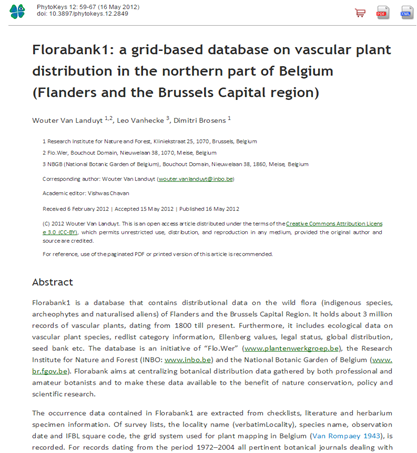 PhytoKeys 12: 59–67 (16 May 2012)
doi: 10.3897/phytokeys.12.2849
PDF
XML
Florabank1: a grid-based database on vascular plant
distribution in the northern part of Belgium
(Flanders and the Brussels Capital region)
Wouter Van Landuyt 1,2, Leo Vanhecke 3, Dimitri Brosens 1
1 Research Institute for Nature and Forest, Kliniekstraat 25, 1070, Brussels, Belgium
2 Flo.Wer, Bouchout Domain, Nieuwelaan 38, 1070, Meise, Belgium
3 NBGB (National Botanic Garden of Belgium), Bouchout Domain, Nieuwelaan 38, 1860, Meise, Belgium
Corresponding author: Wouter Van Landuyt (wouter.vanlanduyt@inbo.be)
Academic editor: Vishwas Chavan
Received 6 February 2012 | Accepted 15 May 2012 | Published 16 May 2012
(C) 2012 Wouter Van Landuyt. This is an open access article distributed under the terms of the Creative Commons Attribution Licens
e 3.0 (CC-BY), which permits unrestricted use, distribution, and reproduction in any medium, provided the original author and
source are credited.
For reference, use of the paginated PDF or printed version of this article is recommended.
Abstract
Florabank1 is a database that contains distributional data on the wild flora (indigenous species,
archeophytes and naturalised aliens) of Flanders and the Brussels Capital Region. It holds about 3 million
records of vascular plants, dating from 1800 till present. Furthermore, it includes ecological data on
vascular plant species, redlist category information, Ellenberg values, legal status, global distribution,
seed bank etc. The database is an initiative of “Flo.Wer” (www.plantenwerkgroep.be), the Research
Institute for Nature and Forest (INBO: www.inbo.be) and the National Botanic Garden of Belgium (www.
br.fgov.be). Florabank aims at centralizing botanical distribution data gathered by both professional and
amateur botanists and to make these data available to the benefit of nature conservation, policy and
scientific research.
The occurrence data contained in Florabank1 are extracted from checklists, literature and herbarium
specimen information. Of survey lists, the locality name (verbatimLocality), species name, observation
date and IFBL square code, the grid system used for plant mapping in Belgium (Van Rompaey 1943), is
recorded. For records dating from the period 1972–2004 all pertinent botanical journals dealing with